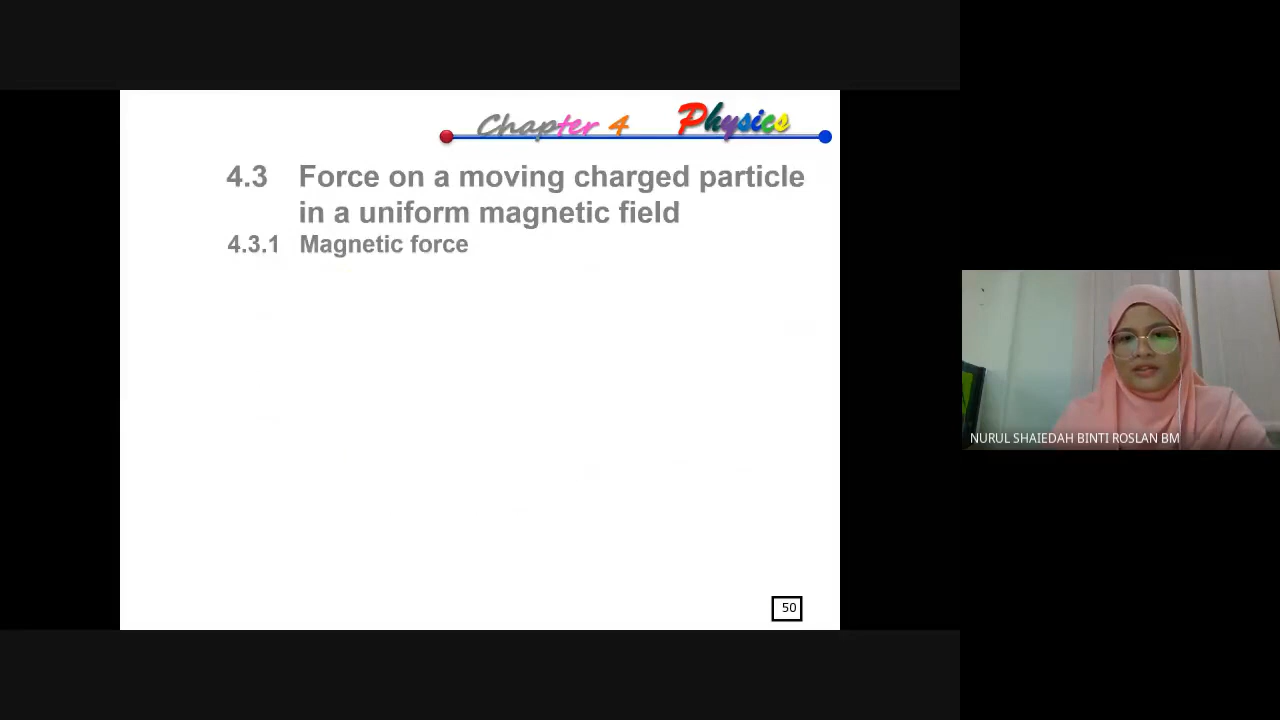 Chapter 4 Physics
4.3 Force on a moving charged particle
in a uniform magnetic field
4.3.1 Magnetic force
NURUL SHAIEDAH BINTI ROSLAN BM
50